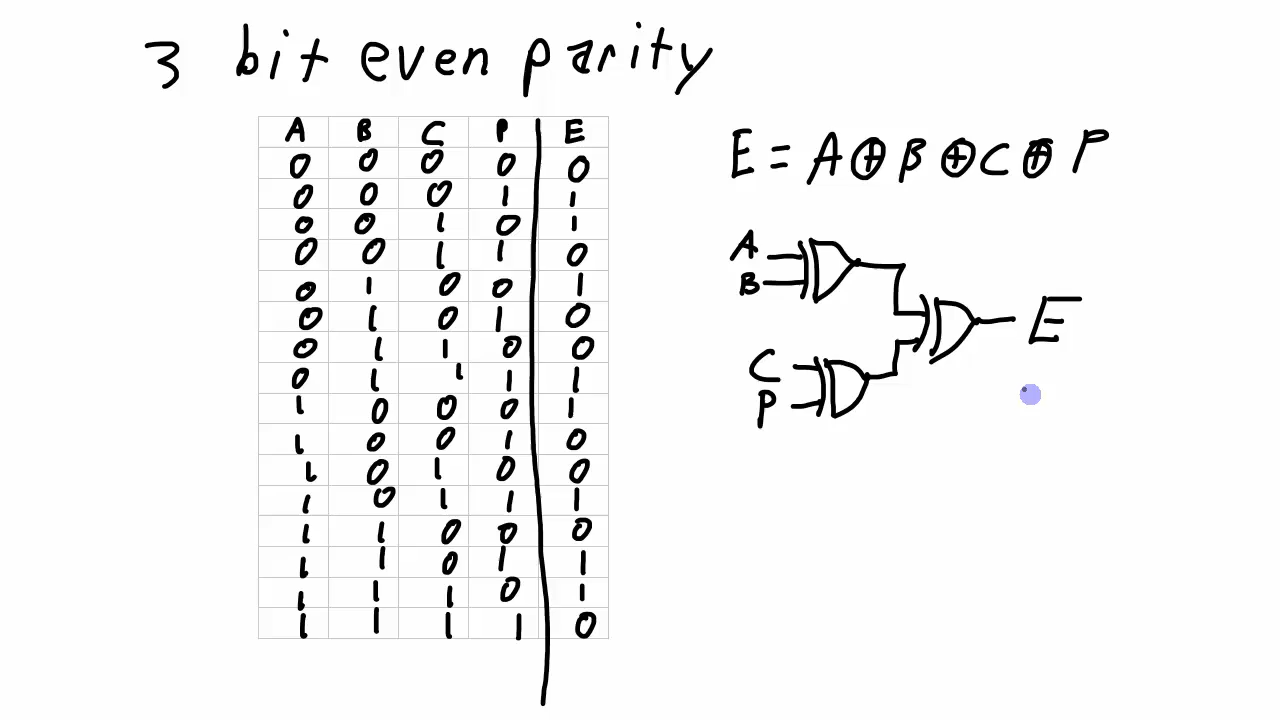 3 bit even parity
A B C P E
0 0 0 0 0
0 0 0 1 1
0 0 1 0 1
0 0 1 1 0
0 1 0 0 1
0 1 0 1 0
0 1 1 0 0
0 1 1 1 1
1 0 0 0 1
1 0 0 1 0
1 0 1 0 0
1 0 1 1 1
1 1 0 0 0
1 1 0 1 1
1 1 1 0 1
1 1 1 1 0
E = A ⊕ B ⊕ C ⊕ P
A
B
C
P
E